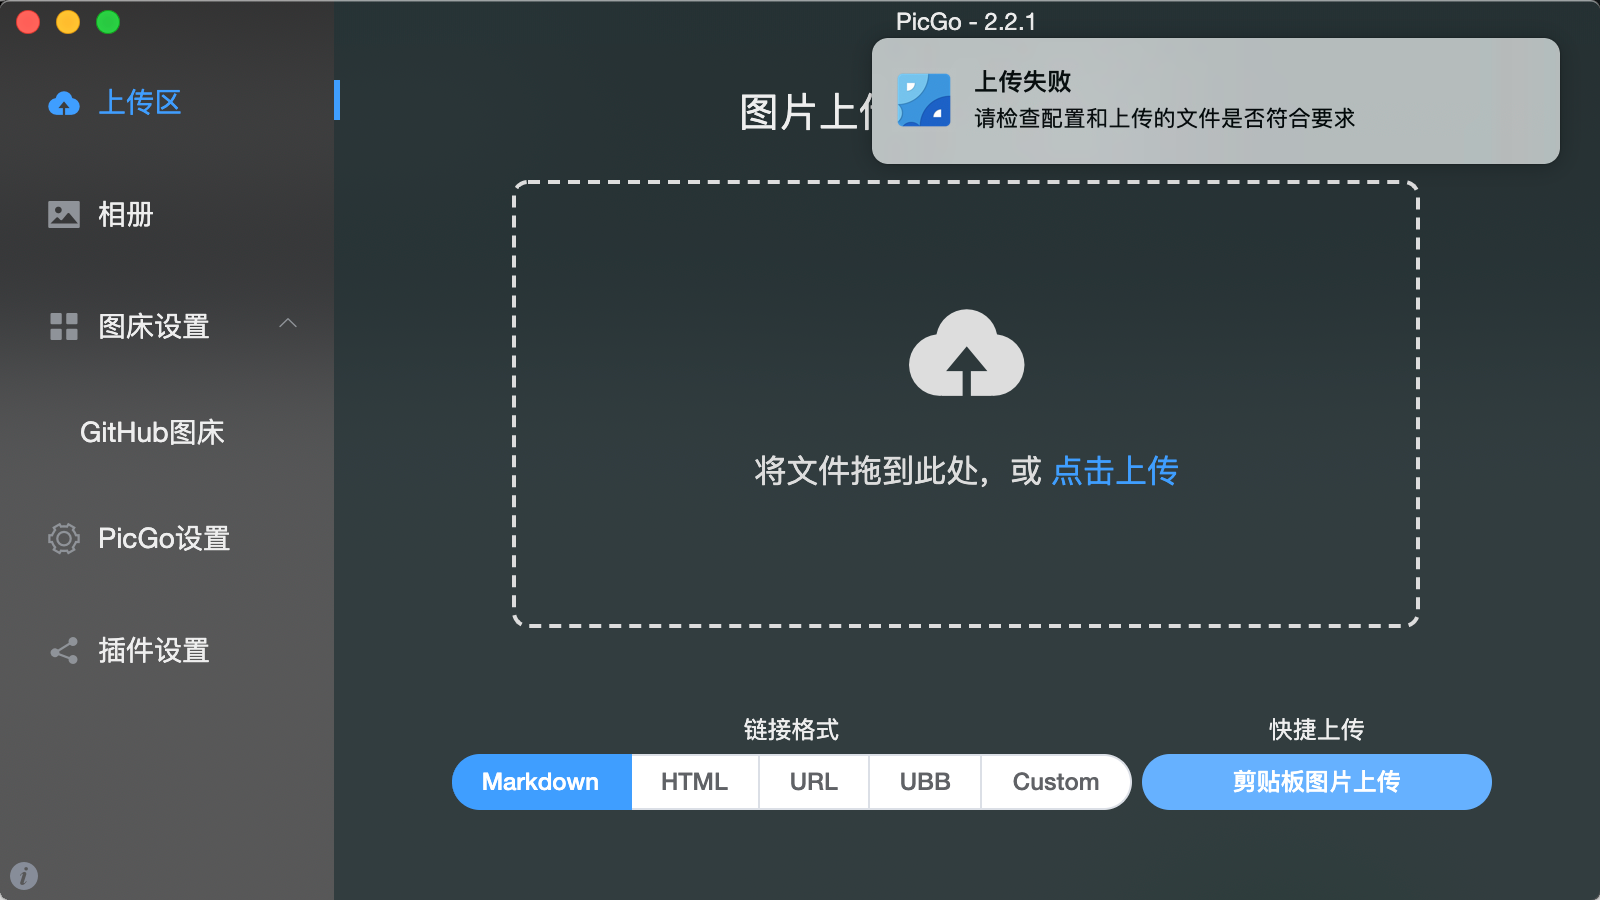 PicGo - 2.2.1
上传失败
请检查配置和上传的文件是否符合要求
上传区
相册
图床设置
GitHub图床
PicGo设置
插件设置
图片上传
将文件拖到此处，或 点击上传
链接格式
快捷上传
Markdown
HTML
URL
UBB
Custom
剪贴板图片上传